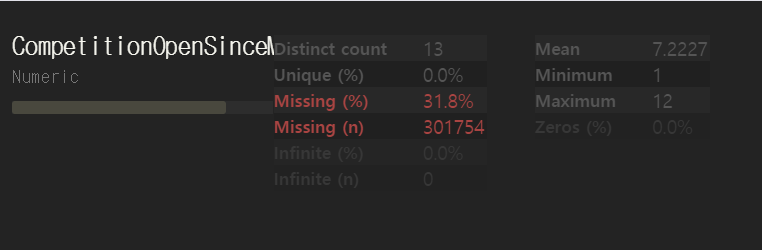 CompetitionOpenSinceM
Numeric
Distinct count 13
Unique (%) 0.0%
Missing (%) 31.8%
Missing (n) 301754
Infinite (%) 0.0%
Infinite (n) 0
Mean 7.2227
Minimum 1
Maximum 12
Zeros (%) 0.0%